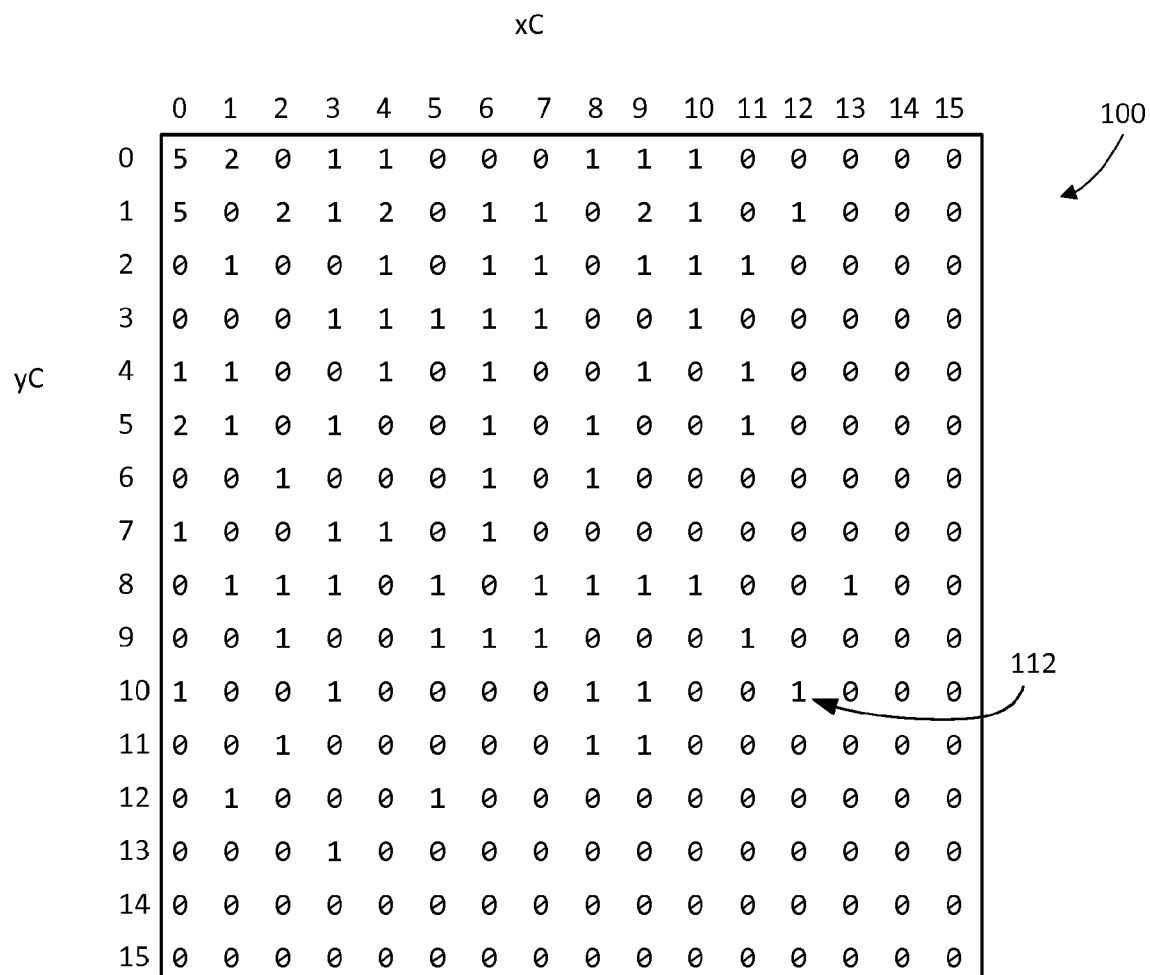 xC
0 1 2 3 4 5 6 7 8 9 10 11 12 13 14 15
100
0 5 2 0 1 1 0 0 0 1 1 1 0 0 0 0 0
1 5 0 2 1 2 0 1 1 0 2 1 0 1 0 0 0
2 0 1 0 0 1 0 1 1 0 1 1 1 0 0 0 0
3 0 0 0 1 1 1 1 1 0 0 1 0 0 0 0 0
yC
4 1 1 0 0 1 0 1 0 0 1 0 1 0 0 0 0
5 2 1 0 1 0 0 1 0 1 0 0 1 0 0 0 0
6 0 0 1 0 0 0 1 0 1 0 0 0 0 0 0 0
7 1 0 0 1 1 0 1 0 0 0 0 0 0 0 0 0
8 0 1 1 1 0 1 0 1 1 1 1 0 0 1 0 0
9 0 0 1 0 0 1 1 1 0 0 0 1 0 0 0 0
112
10 1 0 0 1 0 0 0 0 1 1 0 0 1 0 0 0
11 0 0 1 0 0 0 0 0 1 1 0 0 0 0 0 0
12 0 1 0 0 0 1 0 0 0 0 0 0 0 0 0 0
13 0 0 0 1 0 0 0 0 0 0 0 0 0 0 0 0
14 0 0 0 0 0 0 0 0 0 0 0 0 0 0 0 0
15 0 0 0 0 0 0 0 0 0 0 0 0 0 0 0 0